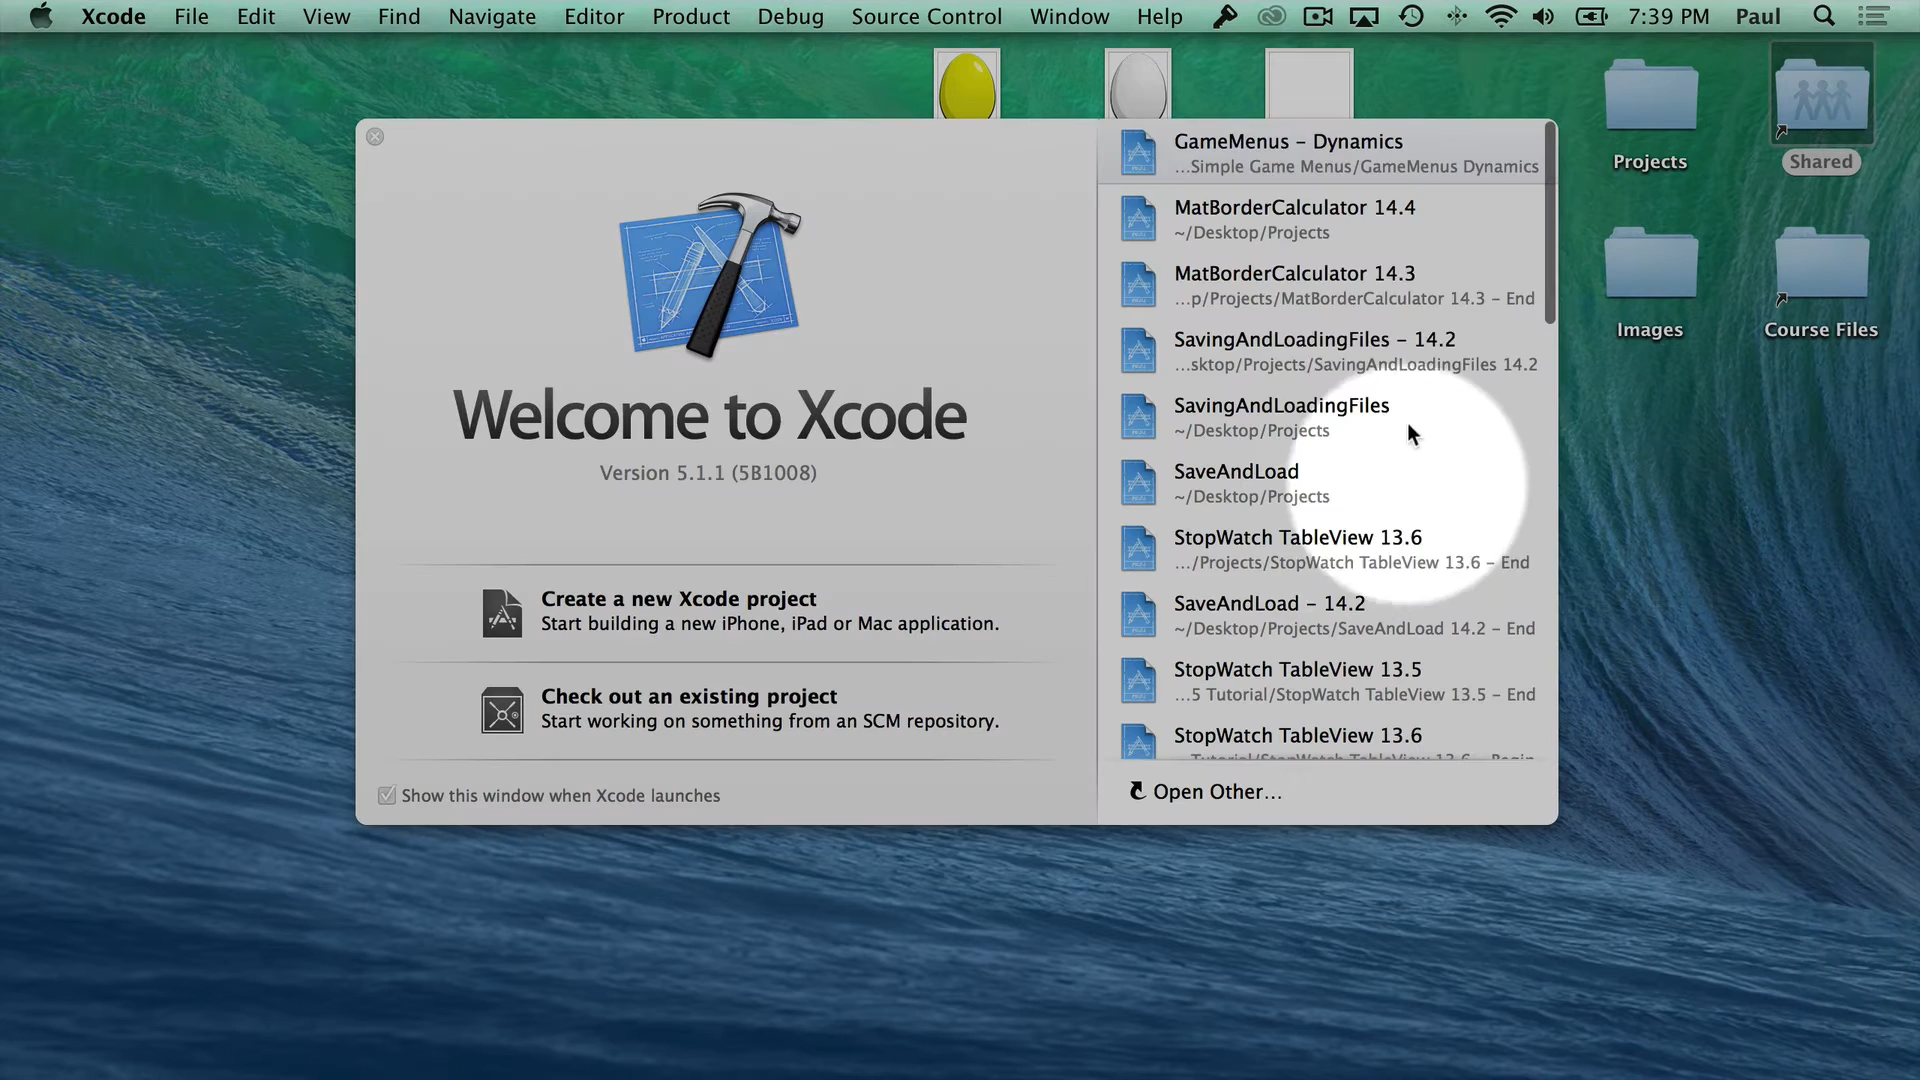 Xcode File Edit View Find Navigate Editor Product Debug Source Control Window Help 7:39 PM Paul
Projects
Shared
Images
Course Files
Welcome to Xcode
Version 5.1.1 (5B1008)
Create a new Xcode project
Start building a new iPhone, iPad or Mac application.
Check out an existing project
Start working on something from an SCM repository.
Show this window when Xcode launches
GameMenus – Dynamics
...Simple Game Menus/GameMenus Dynamics
MatBorderCalculator 14.4
~/Desktop/Projects
MatBorderCalculator 14.3
...p/Projects/MatBorderCalculator 14.3 – End
SavingAndLoadingFiles – 14.2
...sktop/Projects/SavingAndLoadingFiles 14.2
SavingAndLoadingFiles
~/Desktop/Projects
SaveAndLoad
~/Desktop/Projects
StopWatch TableView 13.6
.../Projects/StopWatch TableView 13.6 – End
SaveAndLoad – 14.2
~/Desktop/Projects/SaveAndLoad 14.2 – End
StopWatch TableView 13.5
...5 Tutorial/StopWatch TableView 13.5 – End
StopWatch TableView 13.6
Open Other...